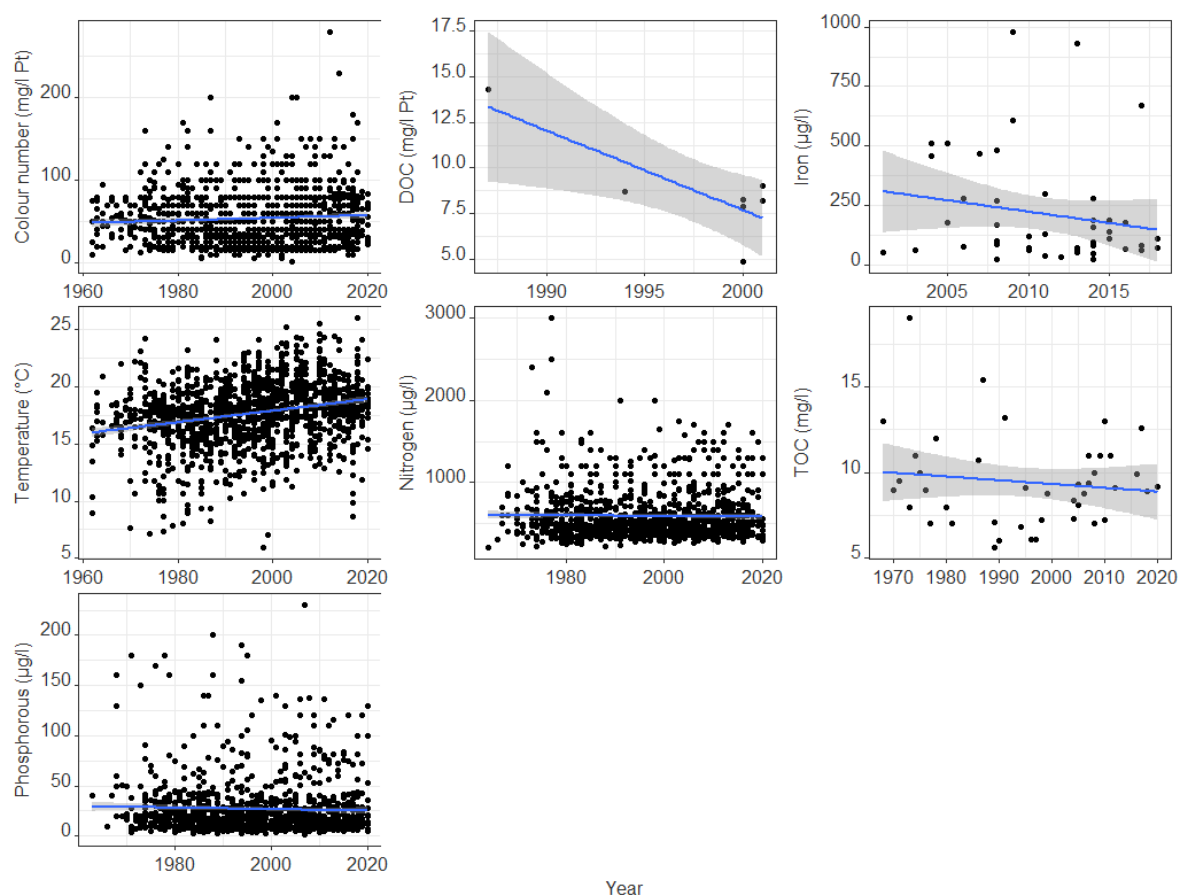 Colour number (mg/l Pt)
200
100
0
1960 1980 2000 2020
DOC (mg/l Pt)
17.5
15.0
12.5
10.0
7.5
5.0
1990 1995 2000
Iron (µg/l)
1000
750
500
250
0
2005 2010 2015
Temperature (°C)
25
20
15
10
5
1960 1980 2000 2020
Nitrogen (µg/l)
3000
2000
1000
1980 2000 2020
TOC (mg/l)
15
10
5
1970 1980 1990 2000 2010 2020
Phosphorous (µg/l)
200
150
100
50
0
1980 2000 2020
Year